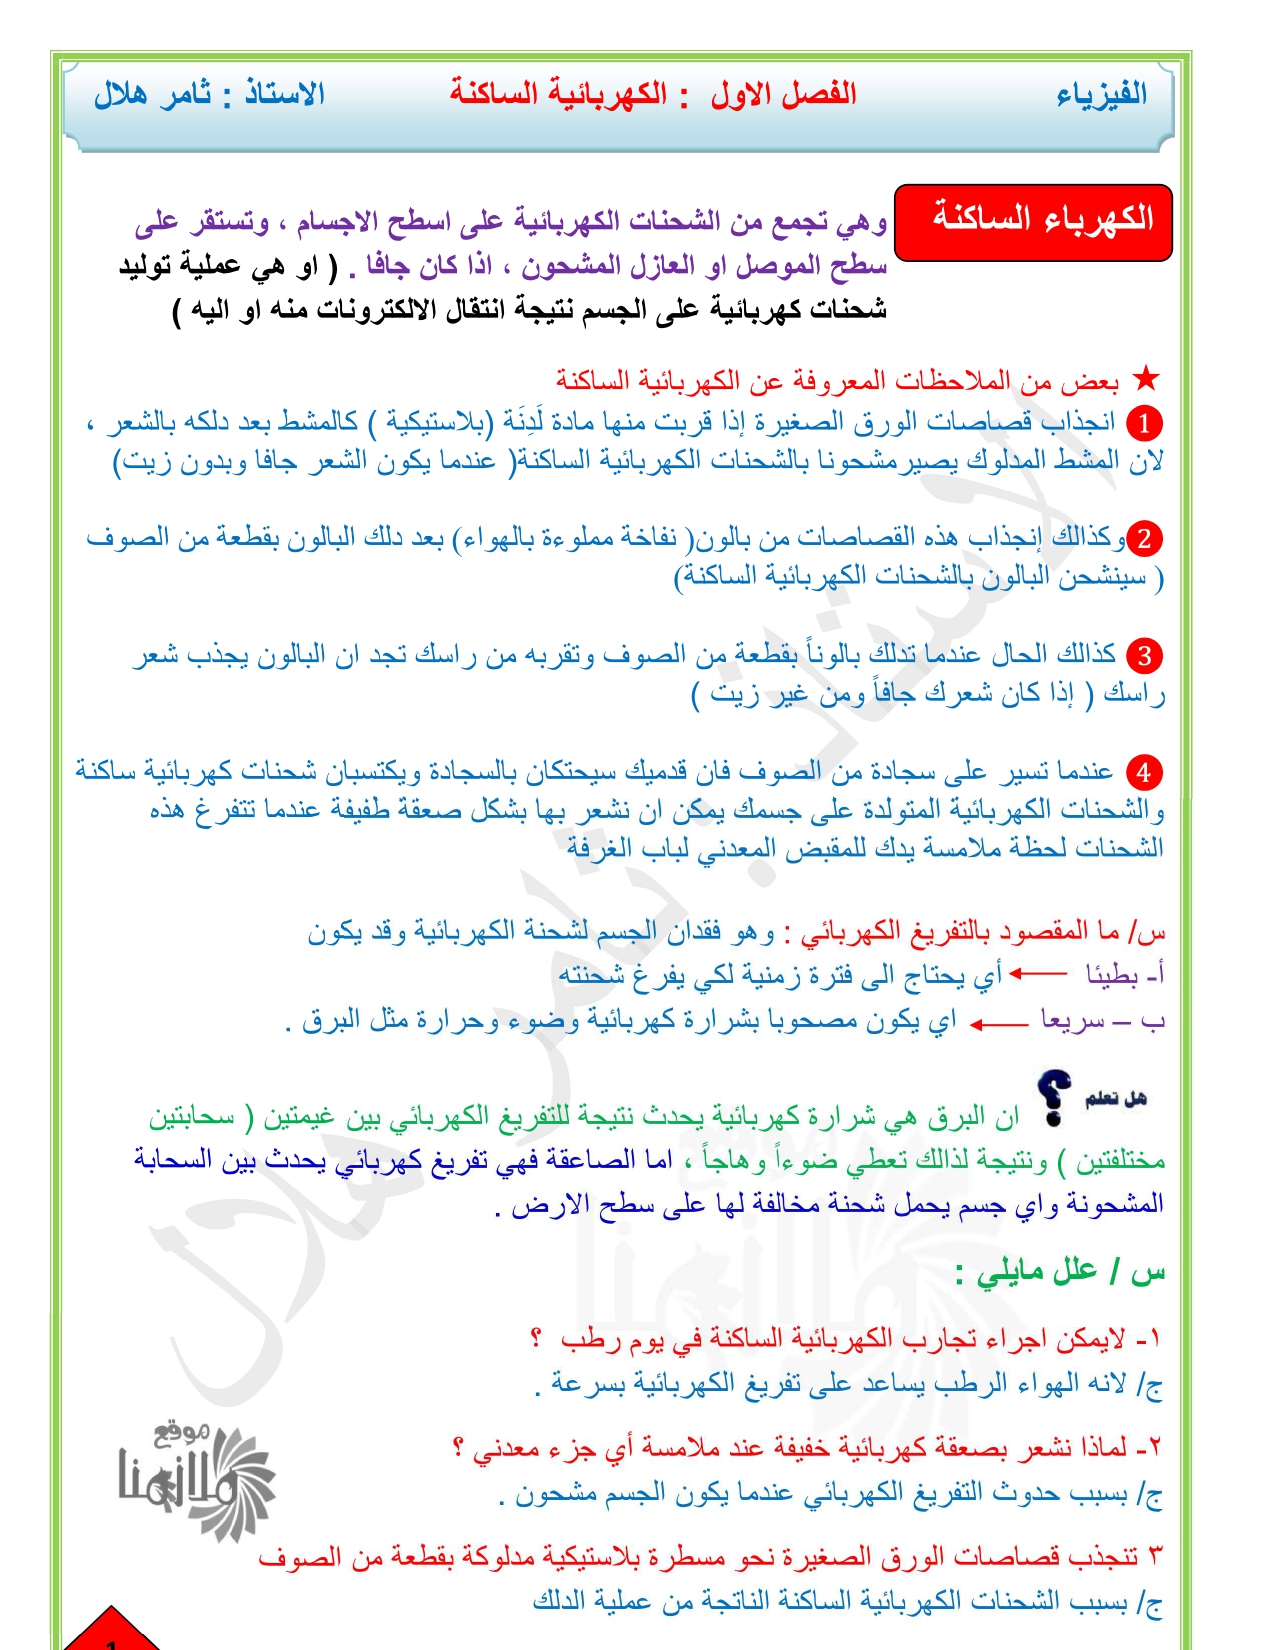 الفيزياء الفصل الاول : الكهربائية الساكنة الاستاذ : ثامر هلال
الكهرباء الساكنة
وهي تجمع من الشحنات الكهربائية على اسطح الاجسام ، وتستقر على
سطح الموصل او العازل المشحون ، اذا كان جافا . ( او هي عملية توليد
شحنات كهربائية على الجسم نتيجة انتقال الالكترونات منه او اليه )
★ بعض من الملاحظات المعروفة عن الكهربائية الساكنة
❶ انجذاب قصاصات الورق الصغيرة إذا قربت منها مادة لَدِنَة (بلاستيكية ) كالمشط بعد دلكه بالشعر ،
لان المشط المدلوك يصيرمشحونا بالشحنات الكهربائية الساكنة( عندما يكون الشعر جافا وبدون زيت)
❷وكذالك إنجذاب هذه القصاصات من بالون( نفاخة مملوءة بالهواء) بعد دلك البالون بقطعة من الصوف
( سينشحن البالون بالشحنات الكهربائية الساكنة)
❸ كذالك الحال عندما تدلك بالوناً بقطعة من الصوف وتقربه من راسك تجد ان البالون يجذب شعر
راسك ( إذا كان شعرك جافاً ومن غير زيت )
❹ عندما تسير على سجادة من الصوف فان قدميك سيحتكان بالسجادة ويكتسبان شحنات كهربائية ساكنة
والشحنات الكهربائية المتولدة على جسمك يمكن ان نشعر بها بشكل صعقة طفيفة عندما تتفرغ هذه
الشحنات لحظة ملامسة يدك للمقبض المعدني لباب الغرفة
س/ ما المقصود بالتفريغ الكهربائي : وهو فقدان الجسم لشحنة الكهربائية وقد يكون
أ- بطيئا ← أي يحتاج الى فترة زمنية لكي يفرغ شحنته
ب – سريعا ← اي يكون مصحوبا بشرارة كهربائية وضوء وحرارة مثل البرق .
هل تعلم ؟ ان البرق هي شرارة كهربائية يحدث نتيجة للتفريغ الكهربائي بين غيمتين ( سحابتين
مختلفتين ) ونتيجة لذالك تعطي ضوءاً وهاجاً ، اما الصاعقة فهي تفريغ كهربائي يحدث بين السحابة
المشحونة واي جسم يحمل شحنة مخالفة لها على سطح الارض .
س / علل مايلي :
١- لايمكن اجراء تجارب الكهربائية الساكنة في يوم رطب ؟
ج/ لانه الهواء الرطب يساعد على تفريغ الكهربائية بسرعة .
٢- لماذا نشعر بصعقة كهربائية خفيفة عند ملامسة أي جزء معدني ؟
ج/ بسبب حدوث التفريغ الكهربائي عندما يكون الجسم مشحون .
٣ تنجذب قصاصات الورق الصغيرة نحو مسطرة بلاستيكية مدلوكة بقطعة من الصوف
ج/ بسبب الشحنات الكهربائية الساكنة الناتجة من عملية الدلك
موقع
ملازمنا
الاستاذ : ثامر هلال
1